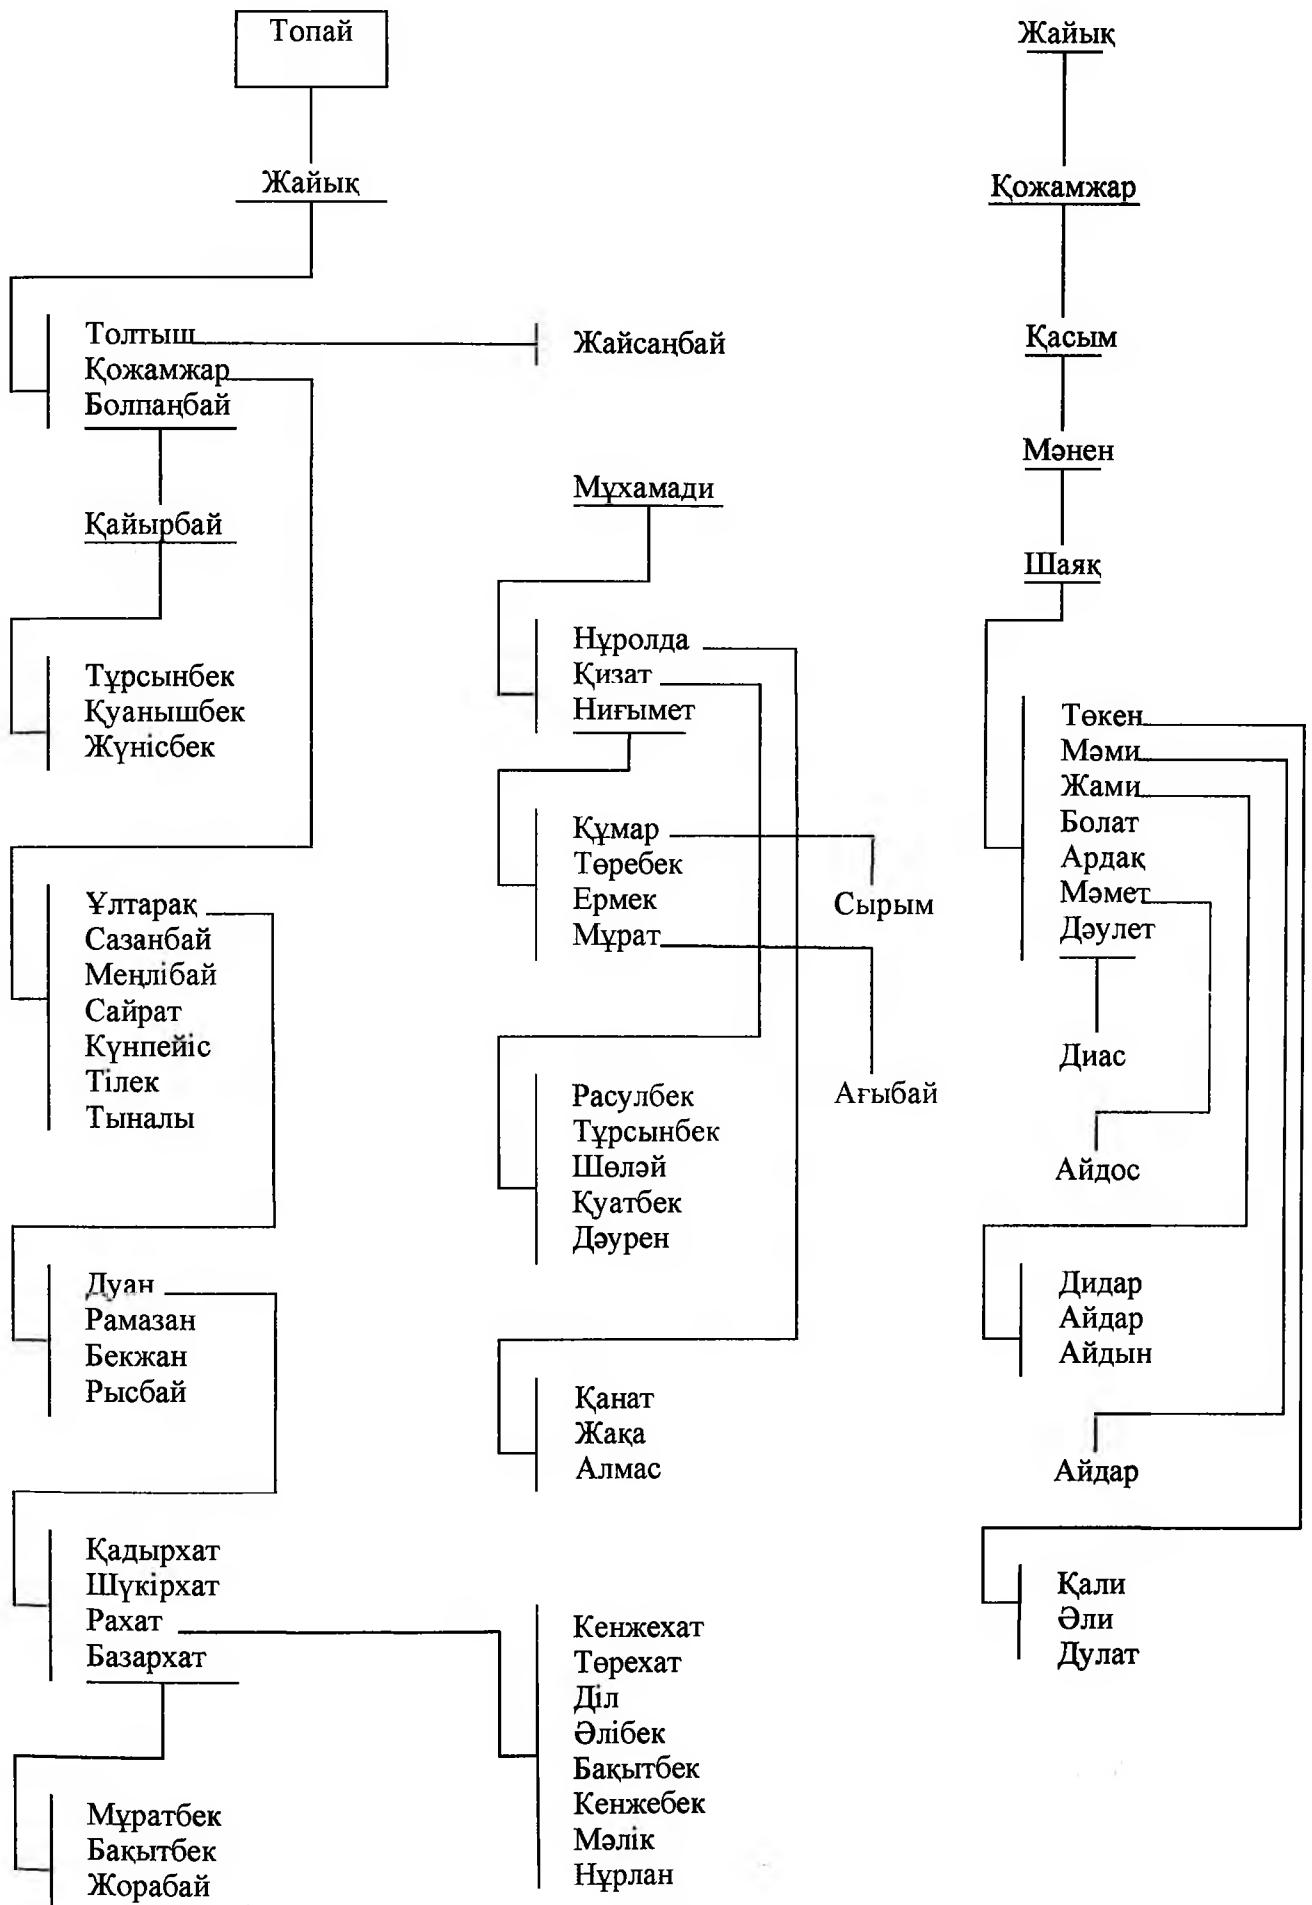 Топай
Жайық
Толтыш
Қожамжар
Болпаңбай
Қайырбай
Тұрсынбек
Қуанышбек
Жүнісбек
Ұлтарақ
Сазанбай
Меңлібай
Сайрат
Күнпейіс
Тілек
Тыналы
Дуан
Рамазан
Бекжан
Рысбай
Қадырхат
Шүкірхат
Рахат
Базархат
Мұратбек
Бақытбек
Жорабай
Жайсаңбай
Мұхамади
Нұролда
Қизат
Ниғымет
Құмар
Төребек
Ермек
Мұрат
Сырым
Ағыбай
Расулбек
Тұрсынбек
Шөләй
Қуатбек
Дәурен
Қанат
Жақа
Алмас
Кенжехат
Төрехат
Діл
Әлібек
Бақытбек
Кенжебек
Мәлік
Нұрлан
Жайық
Қожамжар
Қасым
Мәнен
Шаяқ
Төкен
Мәми
Жами
Болат
Ардақ
Мәмет
Дәулет
Диас
Айдос
Дидар
Айдар
Айдын
Айдар
Қали
Әли
Дулат